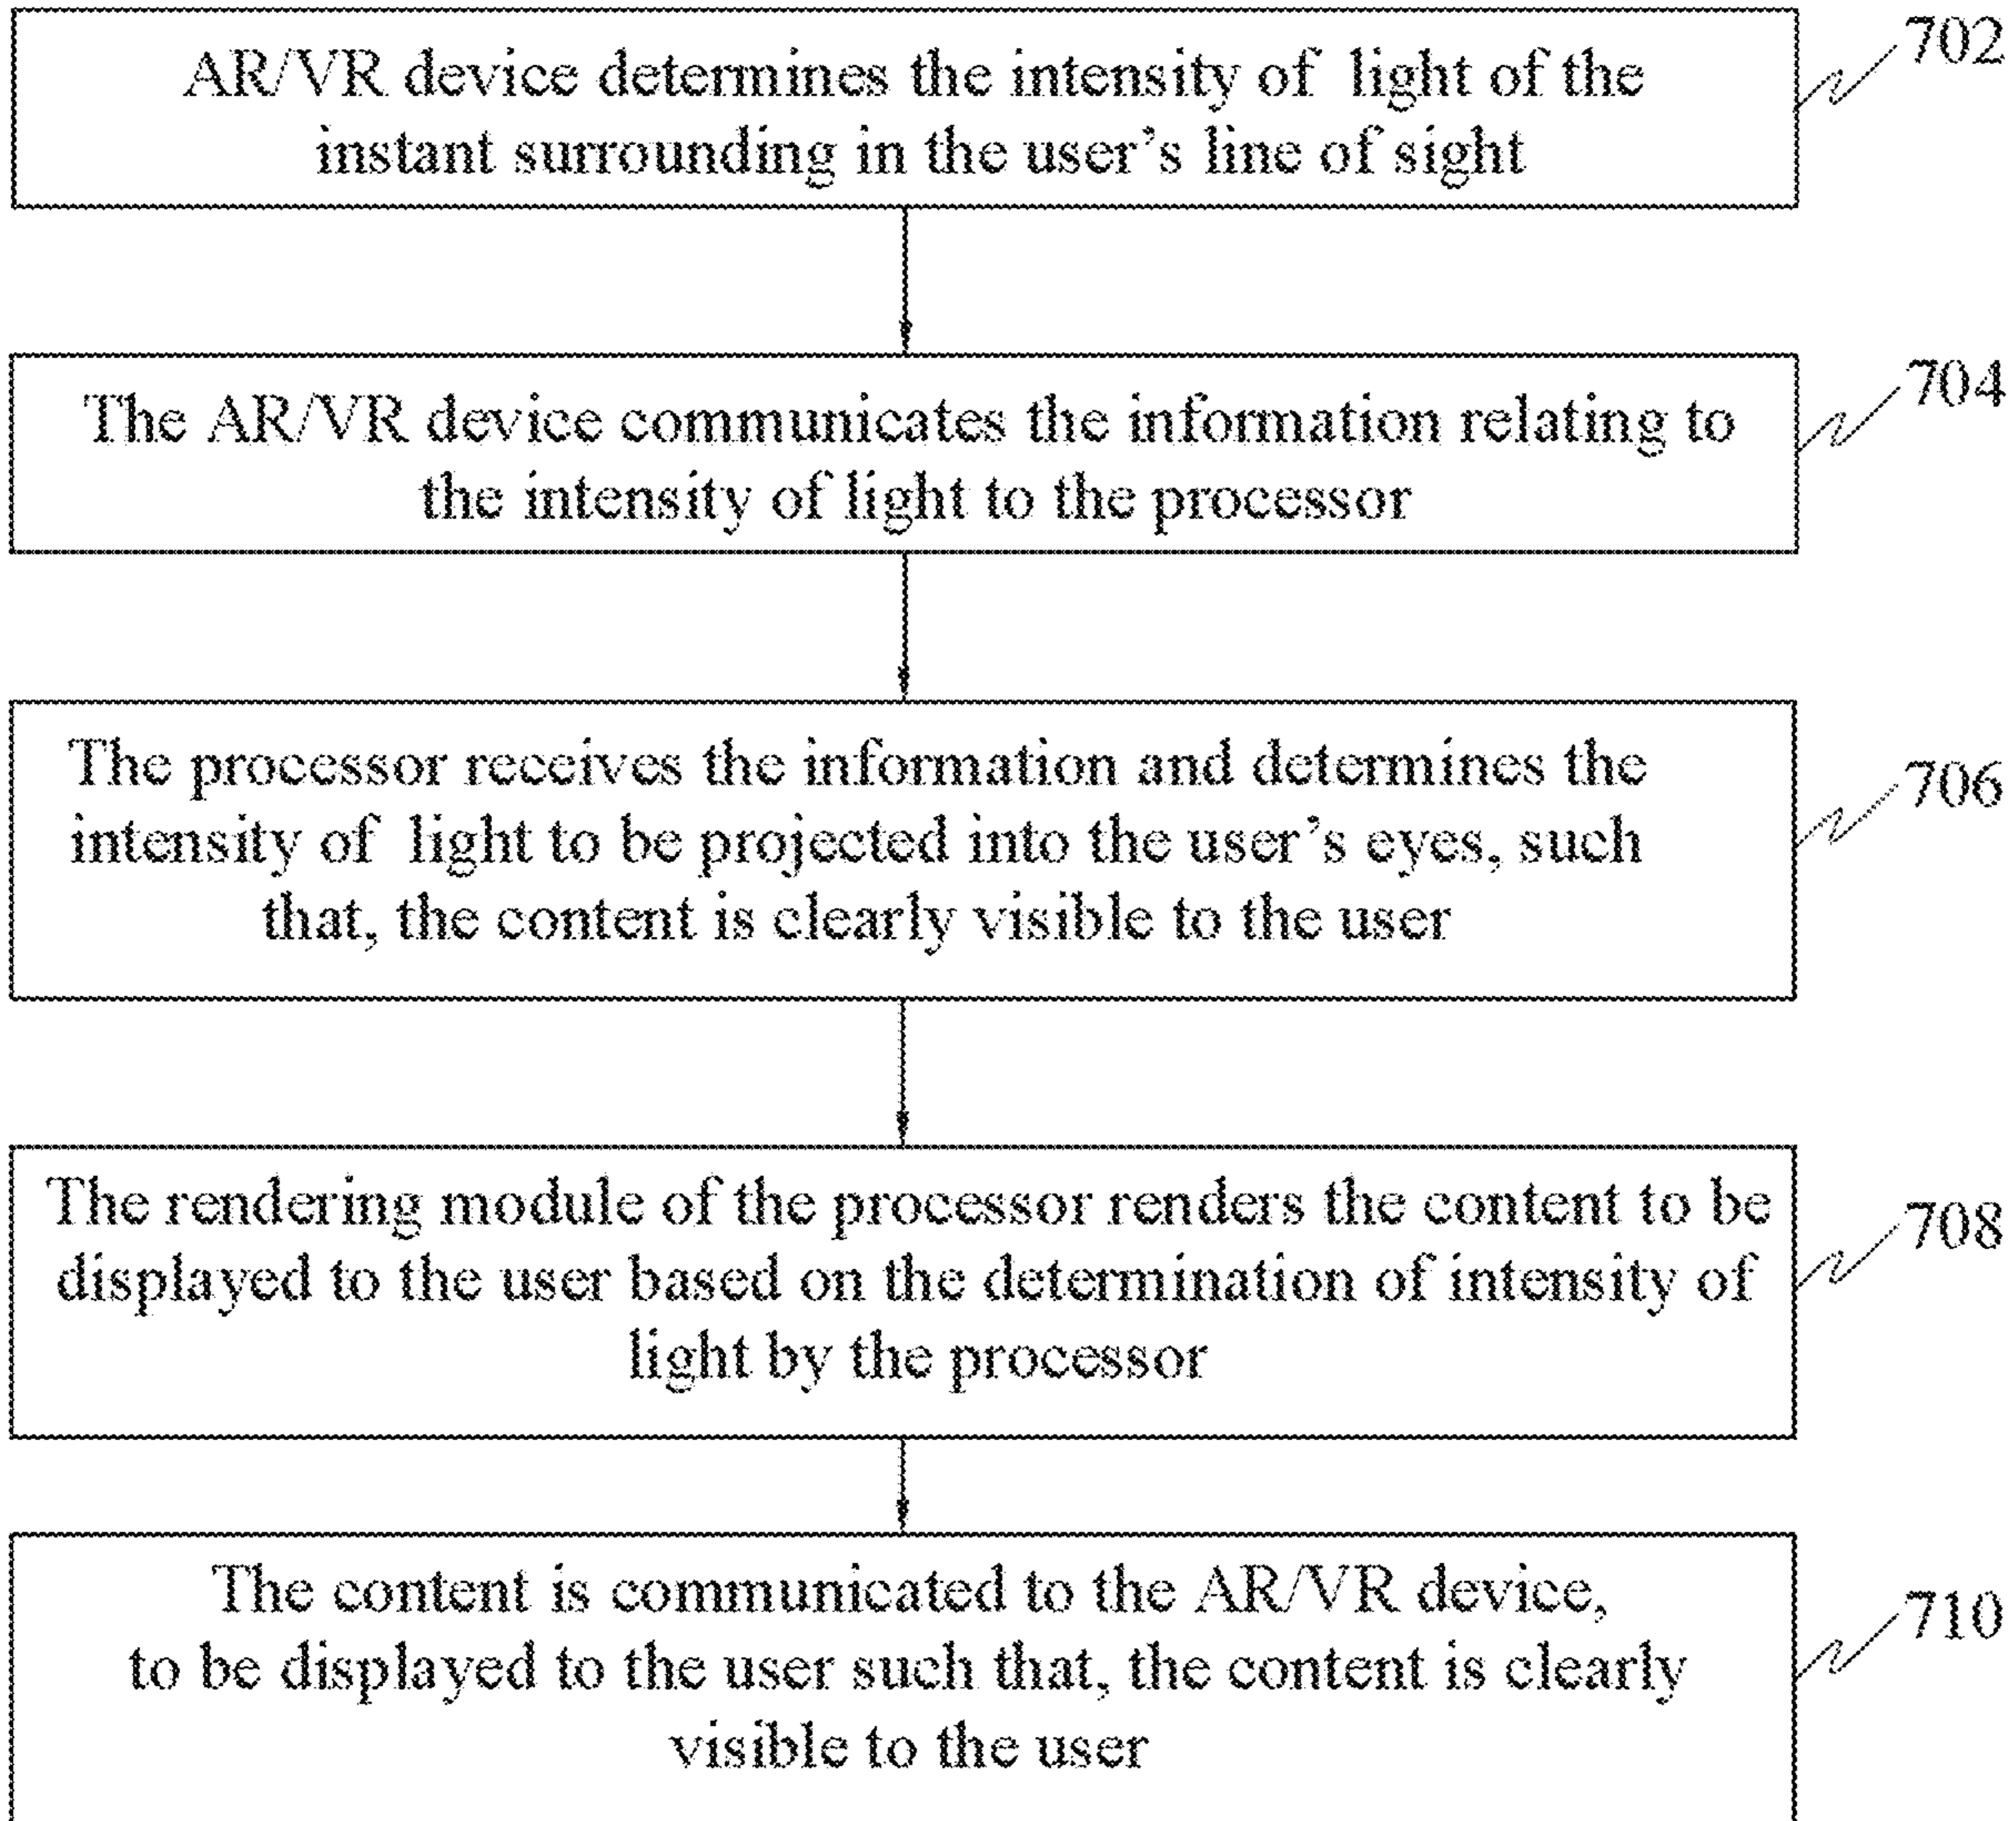 AR/VR device determines the intensity of light of the
instant surrounding in the user's line of sight
702
The AR/VR device communicates the information relating to
the intensity of light to the processor
704
The processor receives the information and determines the
intensity of light to be projected into the user's eyes, such
that, the content is clearly visible to the user
706
The rendering module of the processor renders the content to be
displayed to the user based on the determination of intensity of
light by the processor
708
The content is communicated to the AR/VR device,
to be displayed to the user such that, the content is clearly
visible to the user
710